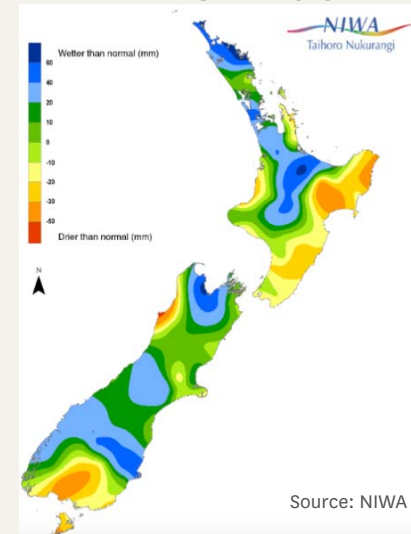 NIWA
Taihoro Nukurangi
Wetter than normal (mm)
60
40
20
10
0
-10
-20
-30
-50
Drier than normal (mm)
N
Source: NIWA